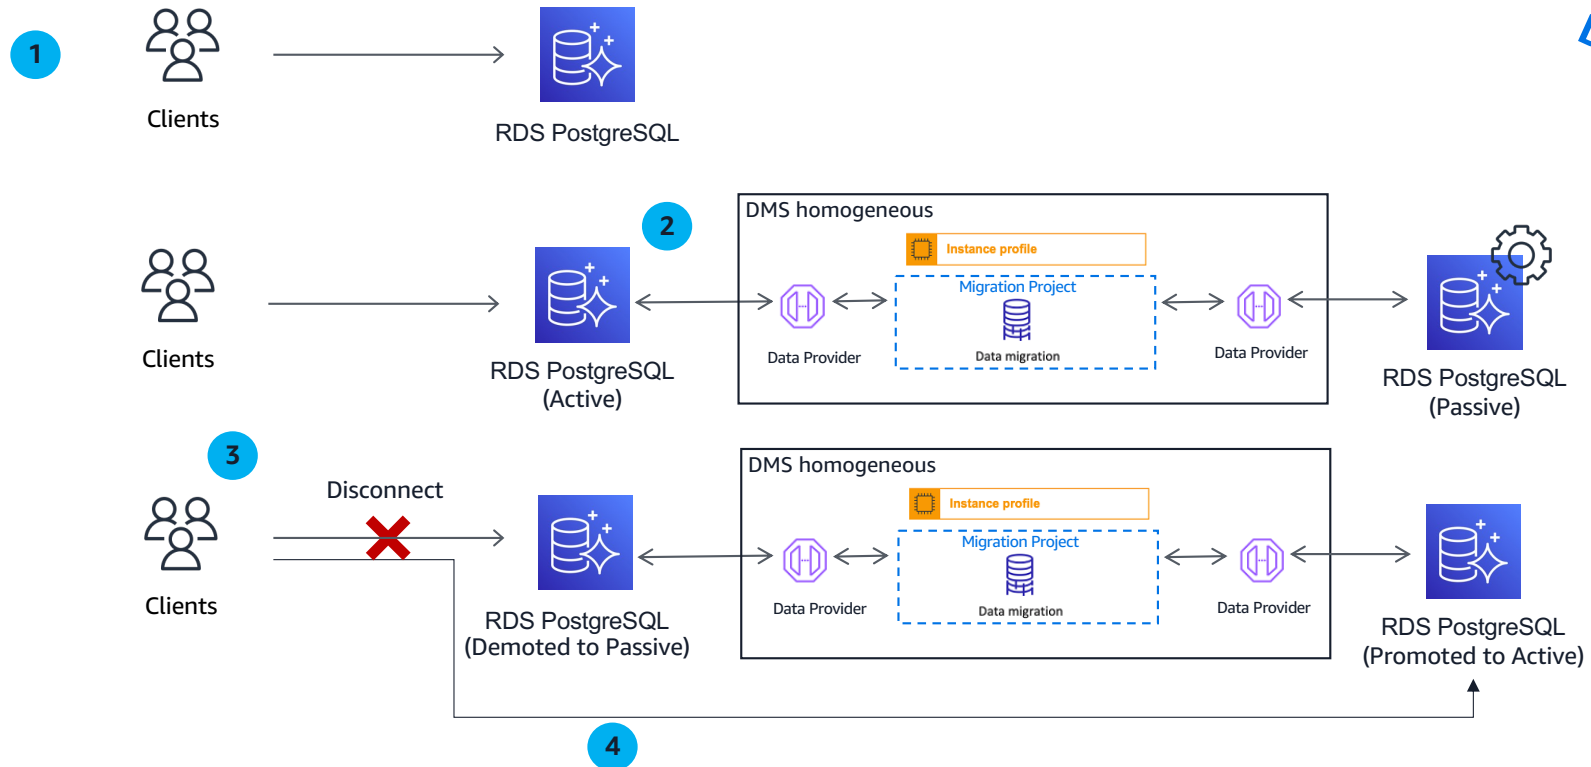 1
Clients
RDS PostgreSQL
2
DMS homogeneous
Instance profile
Migration Project
Data migration
Data Provider
Data Provider
Clients
RDS PostgreSQL
(Active)
RDS PostgreSQL
(Passive)
3
Disconnect
DMS homogeneous
Instance profile
Migration Project
Data migration
Data Provider
Data Provider
Clients
RDS PostgreSQL
(Demoted to Passive)
RDS PostgreSQL
(Promoted to Active)
4